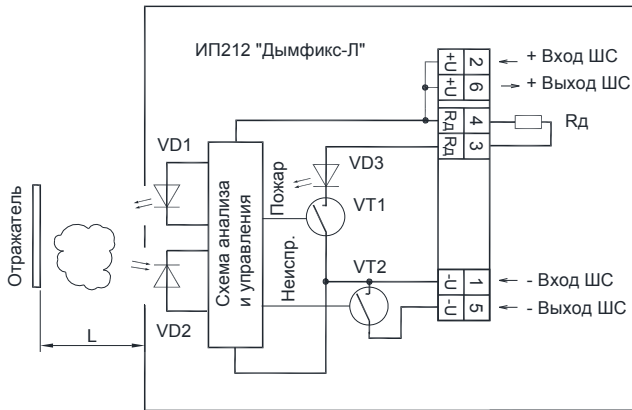 ИП212 "Дымфикс-Л"
+U 2 + Вход ШС
+U 6 + Выход ШС
Rд 4
Rд 3
Rд
VD1
VD3
Пожар
VT1
Отражатель
Схема анализа
и управления
Неиспр.
VT2
-U 1 - Вход ШС
-U 5 - Выход ШС
VD2
L